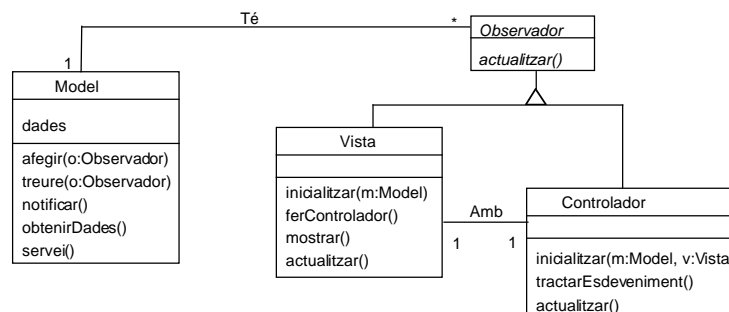 Té
1
*
Observador
actualitzar()
Model
dades
afegir(o:Observador)
treure(o:Observador)
notificar()
obtenirDades()
servei()
Vista
inicialitzar(m:Model)
ferControlador()
mostrar()
actualitzar()
Amb
1
1
Controlador
inicialitzar(m:Model, v:Vista
tractarEsdeveniment()
actualitzar()